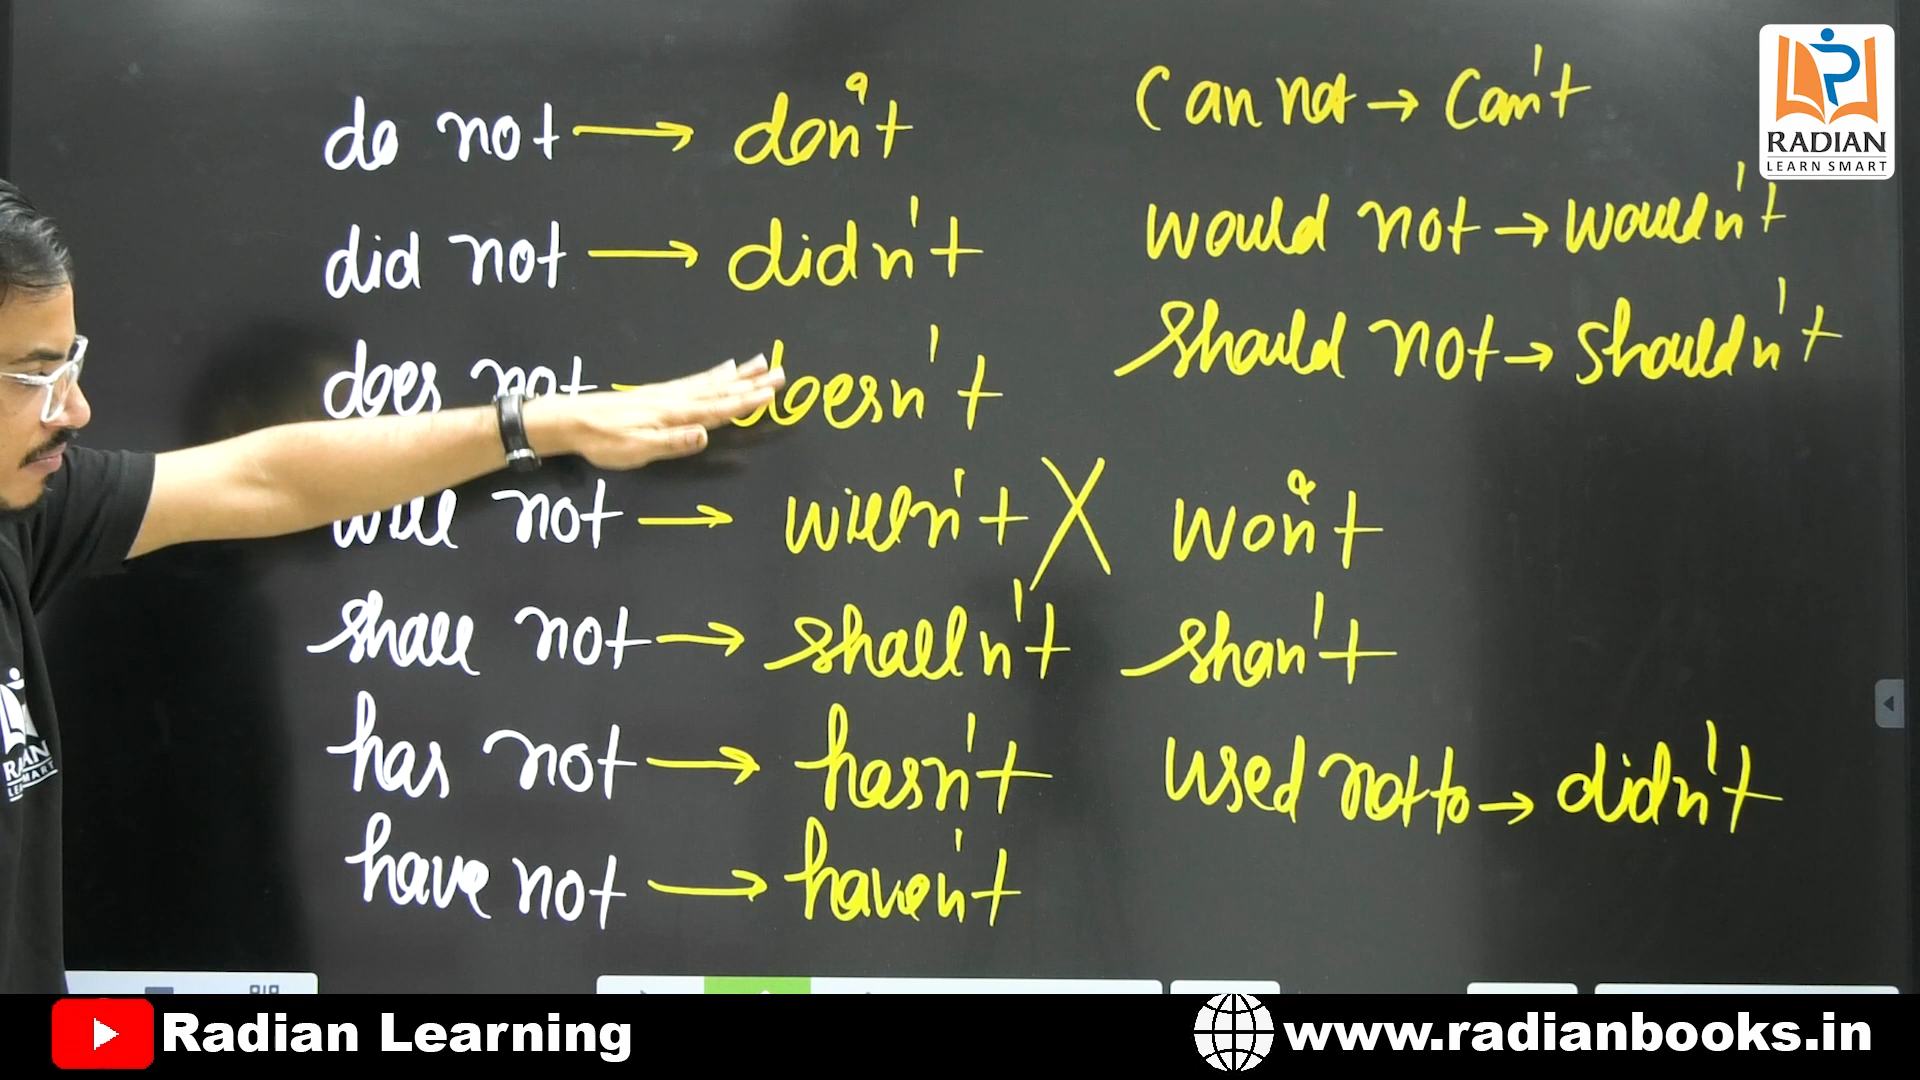 do not → don't
did not → didn't
does not → doesn't
will not → willn't X won't
shall not → shalln't shan't
has not → hasn't
have not → haven't
can not → can't
would not → wouldn't
should not → shouldn't
used not to → didn't
RADIAN
LEARN SMART
Radian Learning
www.radianbooks.in